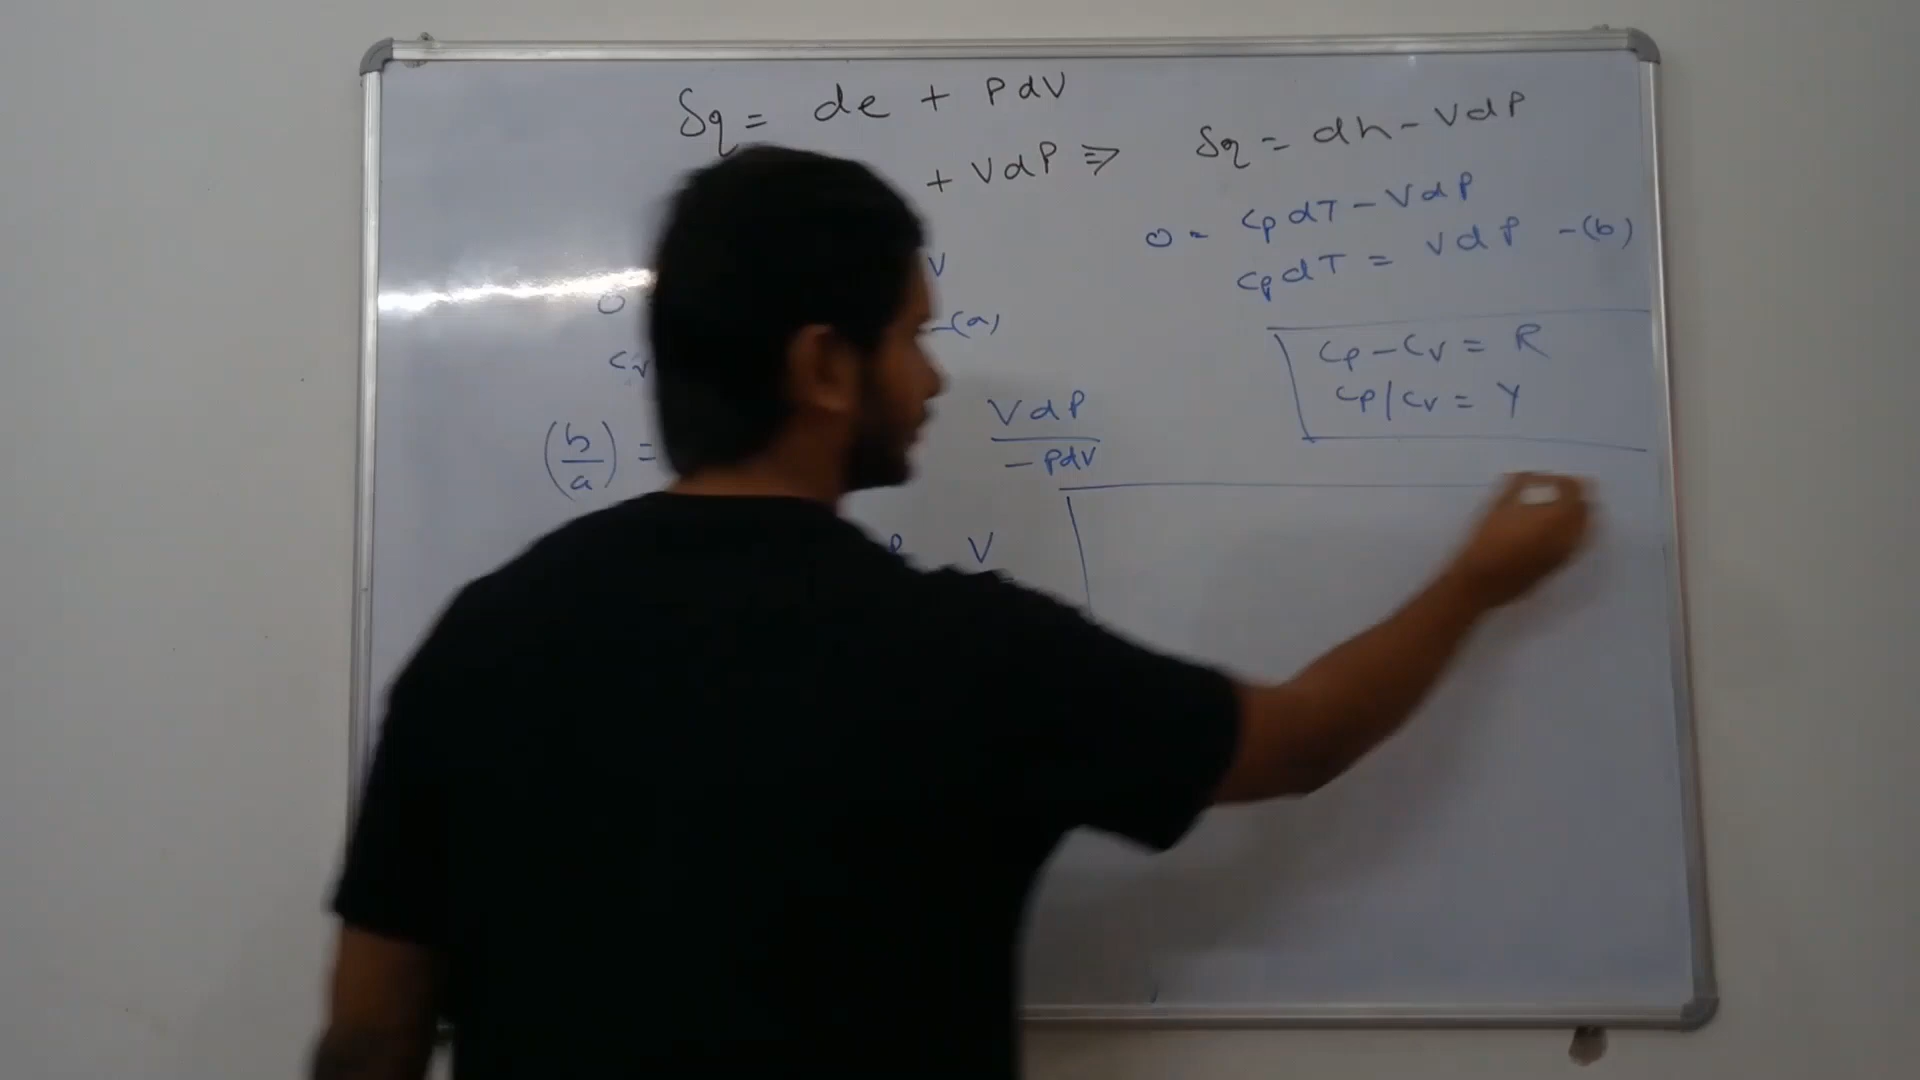 δq = de + PdV
+ VdP ⇒ δq = dh - VdP
0 = CpdT - VdP
CpdT = VdP -(b)
V
0
-(a)
Cv
Cp - Cv = R
Cp/Cv = γ
(b/a) = VdP/-PdV
P V